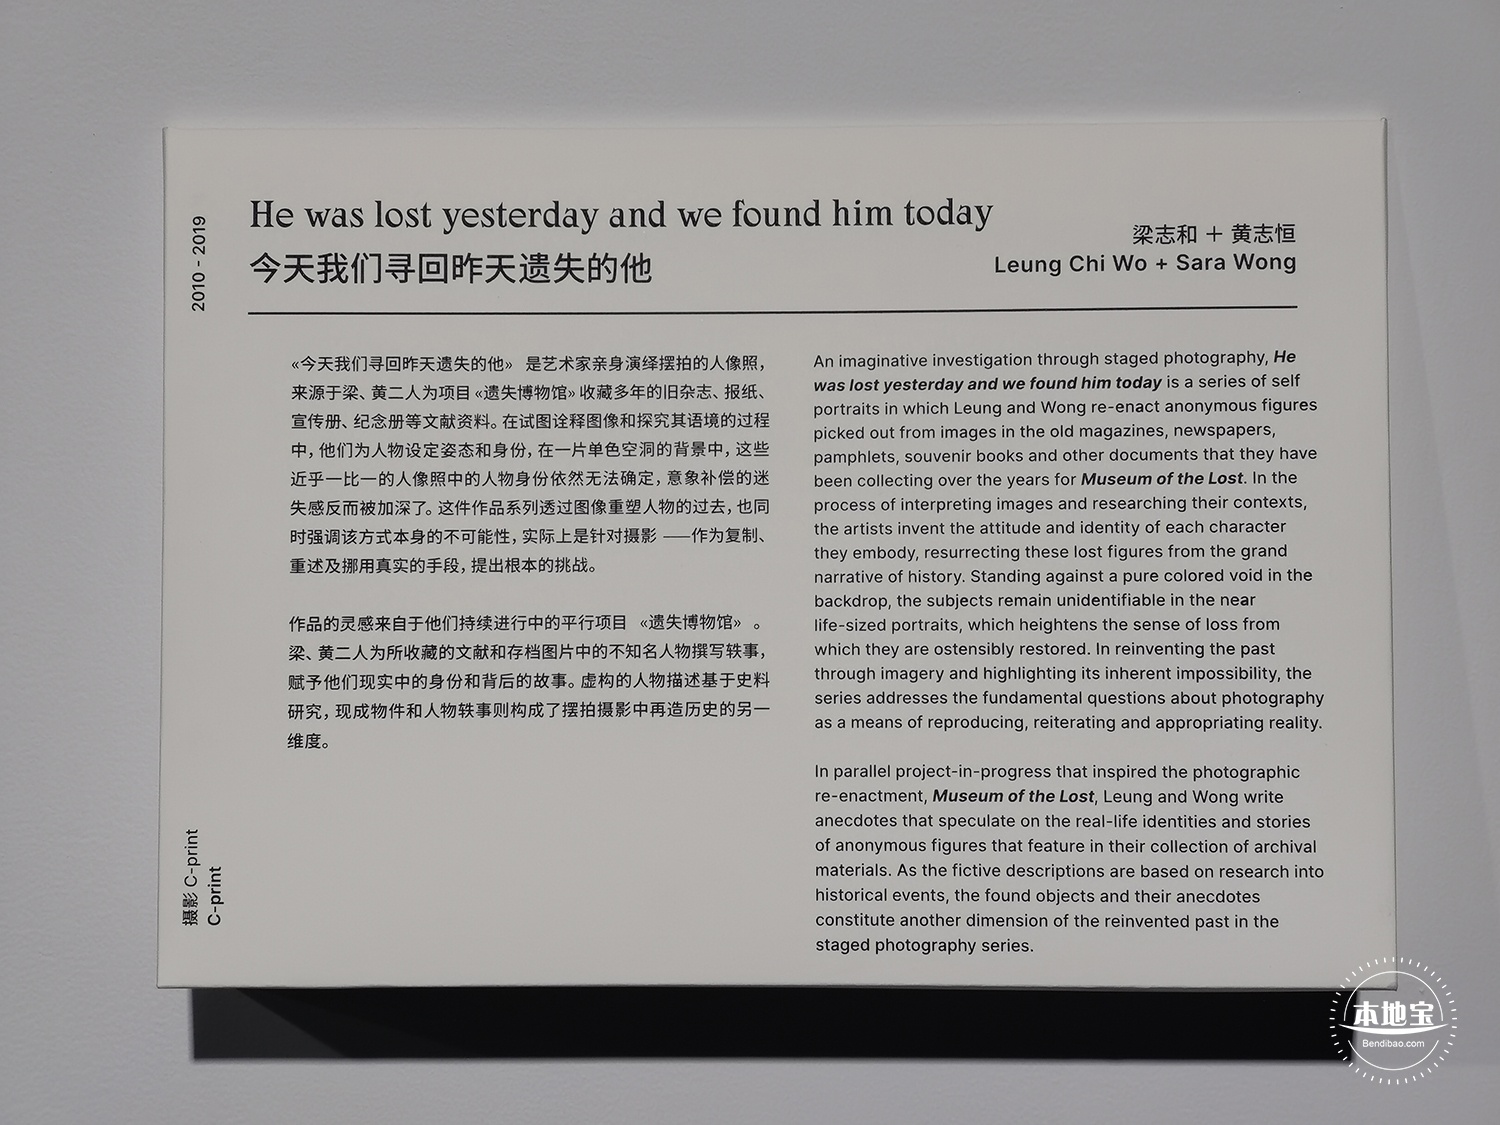 2010 - 2019
He was lost yesterday and we found him today
今天我们寻回昨天遗失的他
梁志和 + 黄志恒
Leung Chi Wo + Sara Wong
«今天我们寻回昨天遗失的他» 是艺术家亲身演绎摆拍的人像照，
来源于梁、黄二人为项目«遗失博物馆»收藏多年的旧杂志、报纸、
宣传册、纪念册等文献资料。在试图诠释图像和探究其语境的过程
中，他们为人物设定姿态和身份，在一片单色空洞的背景中，这些
近乎一比一的人像照中的人物身份依然无法确定，意象补偿的迷
失感反而被加深了。这件作品系列透过图像重塑人物的过去，也同
时强调该方式本身的不可能性，实际上是针对摄影 ——作为复制、
重述及挪用真实的手段，提出根本的挑战。
作品的灵感来自于他们持续进行中的平行项目 «遗失博物馆» 。
梁、黄二人为所收藏的文献和存档图片中的不知名人物撰写轶事，
赋予他们现实中的身份和背后的故事。虚构的人物描述基于史料
研究，现成物件和人物轶事则构成了摆拍摄影中再造历史的另一
维度。
An imaginative investigation through staged photography, He
was lost yesterday and we found him today is a series of self
portraits in which Leung and Wong re-enact anonymous figures
picked out from images in the old magazines, newspapers,
pamphlets, souvenir books and other documents that they have
been collecting over the years for Museum of the Lost. In the
process of interpreting images and researching their contexts,
the artists invent the attitude and identity of each character
they embody, resurrecting these lost figures from the grand
narrative of history. Standing against a pure colored void in the
backdrop, the subjects remain unidentifiable in the near
life-sized portraits, which heightens the sense of loss from
which they are ostensibly restored. In reinventing the past
through imagery and highlighting its inherent impossibility, the
series addresses the fundamental questions about photography
as a means of reproducing, reiterating and appropriating reality.
In parallel project-in-progress that inspired the photographic
re-enactment, Museum of the Lost, Leung and Wong write
anecdotes that speculate on the real-life identities and stories
of anonymous figures that feature in their collection of archival
materials. As the fictive descriptions are based on research into
historical events, the found objects and their anecdotes
constitute another dimension of the reinvented past in the
staged photography series.
摄影 C-print
C-print
本地宝
Bendibao.com